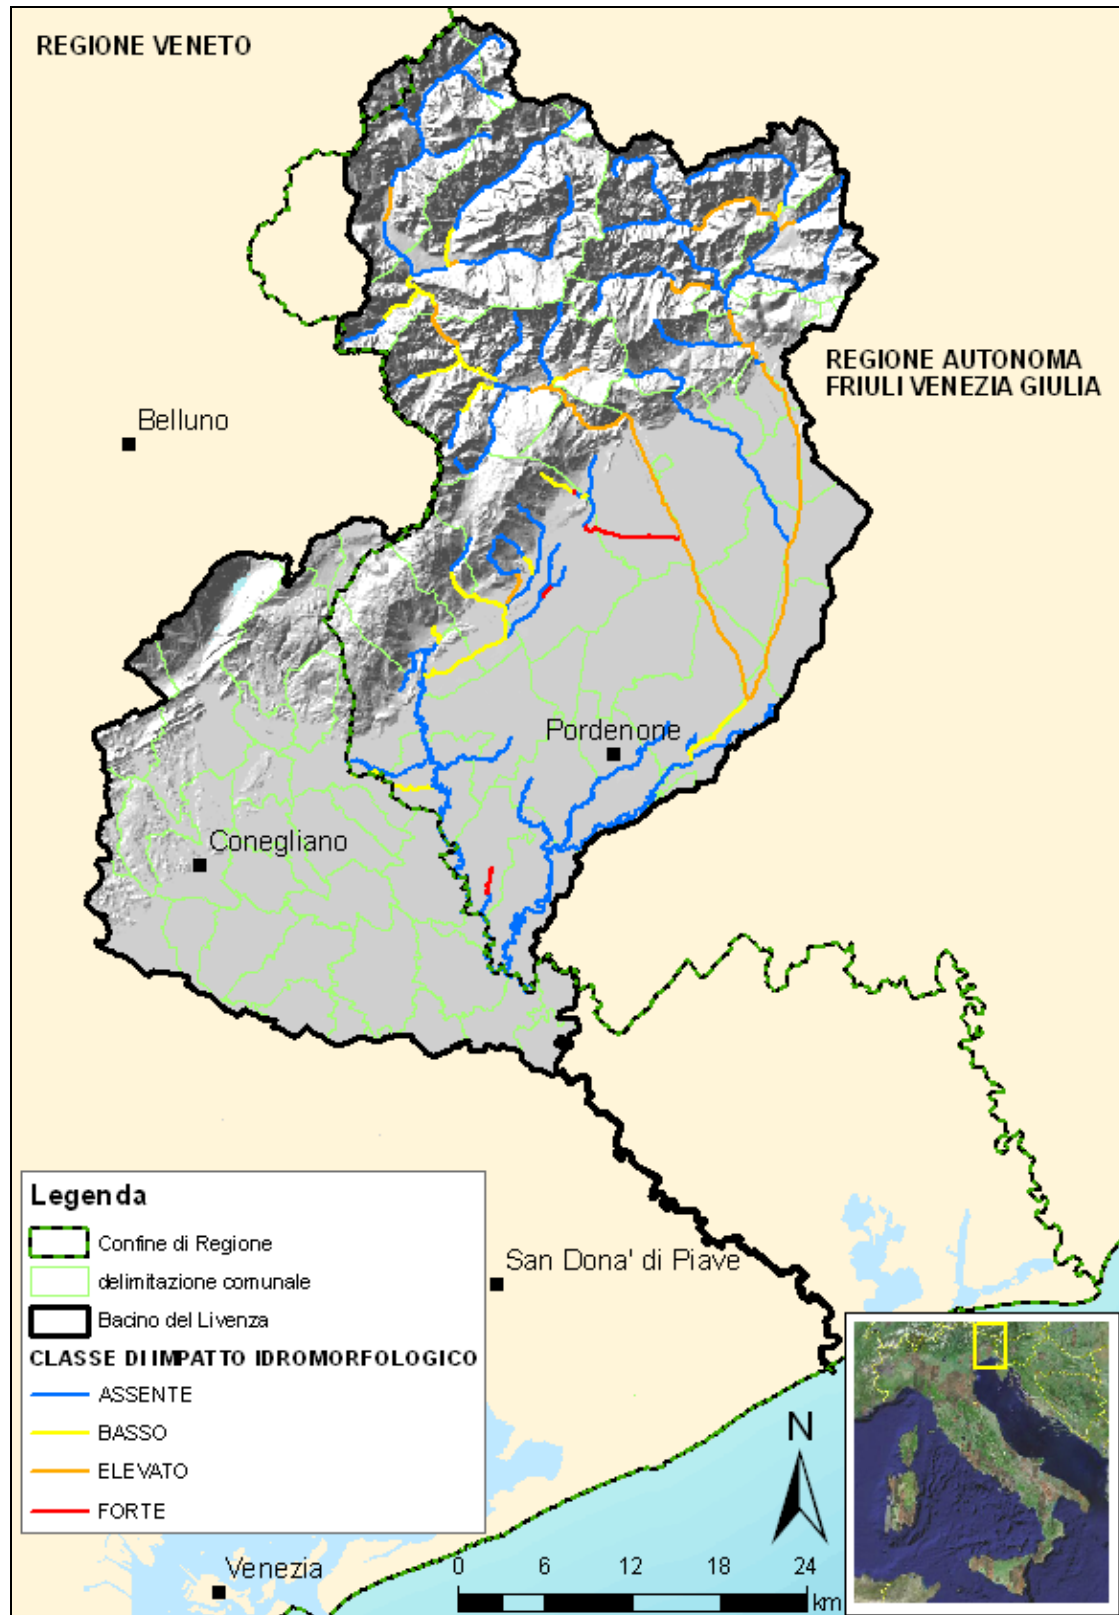 REGIONE VENETO
REGIONE AUTONOMA
FRIULI VENEZIA GIULIA
Belluno
Pordenone
Conegliano
San Dona' di Piave
Legenda
Confine di Regione
delimitazione comunale
Bacino del Livenza
CLASSE DI IMPATTO IDROMORFOLOGICO
ASSENTE
BASSO
ELEVATO
FORTE
Venezia
N
0 6 12 18 24
km